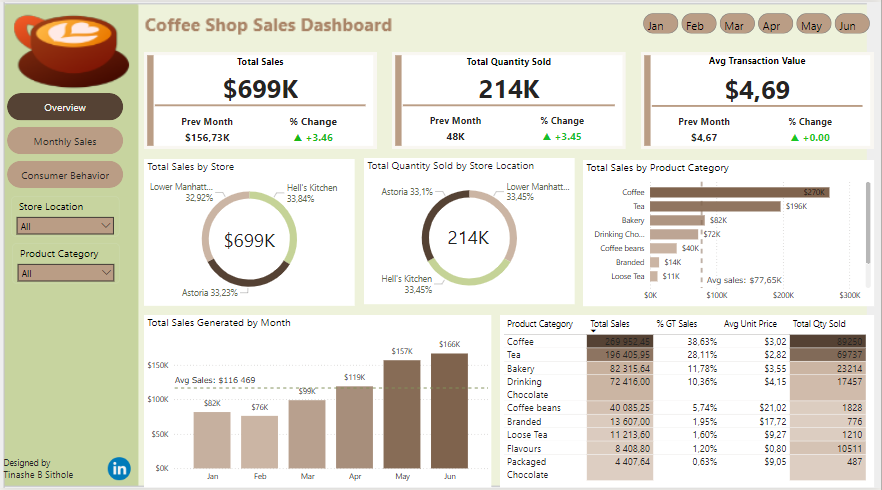 Coffee Shop Sales Dashboard
Jan Feb Mar Apr May Jun
Overview
Monthly Sales
Consumer Behavior
Store Location
All
Product Category
All
Designed by
Tinashe B Sithole
in
Total Sales
$699K
Prev Month % Change
$156,73K ▲ +3.46
Total Quantity Sold
214K
Prev Month % Change
48K ▲ +3.45
Avg Transaction Value
$4,69
Prev Month % Change
$4,67 ▲ +0.00
Total Sales by Store
Lower Manhatt...
32,92%
Hell's Kitchen
33,84%
$699K
Astoria 33,23%
Total Quantity Sold by Store Location
Astoria 33,1%
Lower Manhatt...
33,45%
214K
Hell's Kitchen
33,45%
Total Sales by Product Category
Coffee $270K
Tea $196K
Bakery $82K
Drinking Cho... $72K
Coffee beans $40K
Branded $14K
Loose Tea $11K
Avg sales: $77,65K
$0K $100K $200K $300K
Total Sales Generated by Month
$150K
$100K
$50K
$0K
Avg Sales: $116 469
$82K $76K $99K $119K $157K $166K
Jan Feb Mar Apr May Jun
Product Category Total Sales % GT Sales Avg Unit Price Total Qty Sold
Coffee 269 952,45 38,63% $3,02 89250
Tea 196 405,95 28,11% $2,82 69737
Bakery 82 315,64 11,78% $3,55 23214
Drinking 72 416,00 10,36% $4,15 17457
Chocolate
Coffee beans 40 085,25 5,74% $21,02 1828
Branded 13 607,00 1,95% $17,72 776
Loose Tea 11 213,60 1,60% $9,27 1210
Flavours 8 408,80 1,20% $0,80 10511
Packaged 4 407,64 0,63% $9,05 487
Chocolate